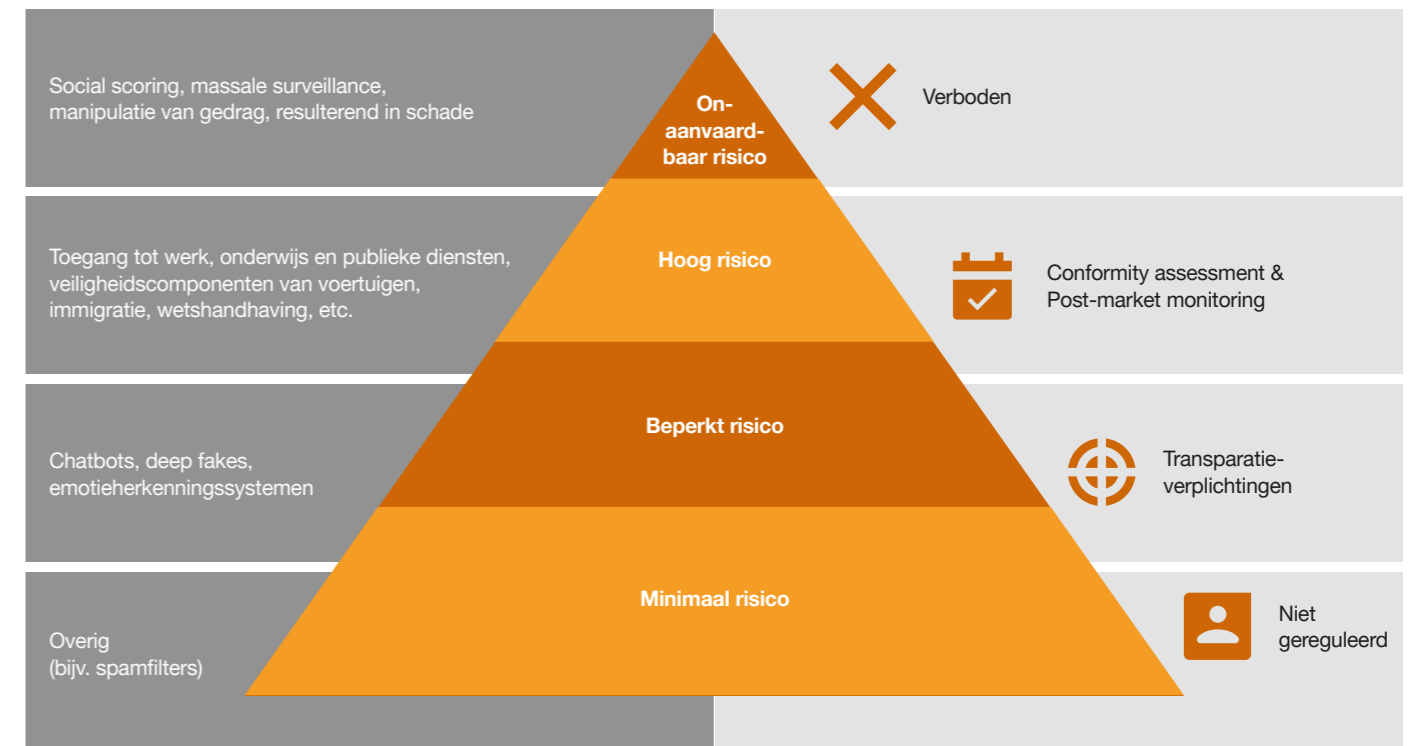 Social scoring, massale surveillance,
manipulatie van gedrag, resulterend in schade
On-
aanvaard-
baar risico
Verboden
Toegang tot werk, onderwijs en publieke diensten,
veiligheidscomponenten van voertuigen,
immigratie, wetshandhaving, etc.
Hoog risico
Conformity assessment &
Post-market monitoring
Chatbots, deep fakes,
emotieherkenningssystemen
Beperkt risico
Transparatie-
verplichtingen
Overig
(bijv. spamfilters)
Minimaal risico
Niet
gereguleerd